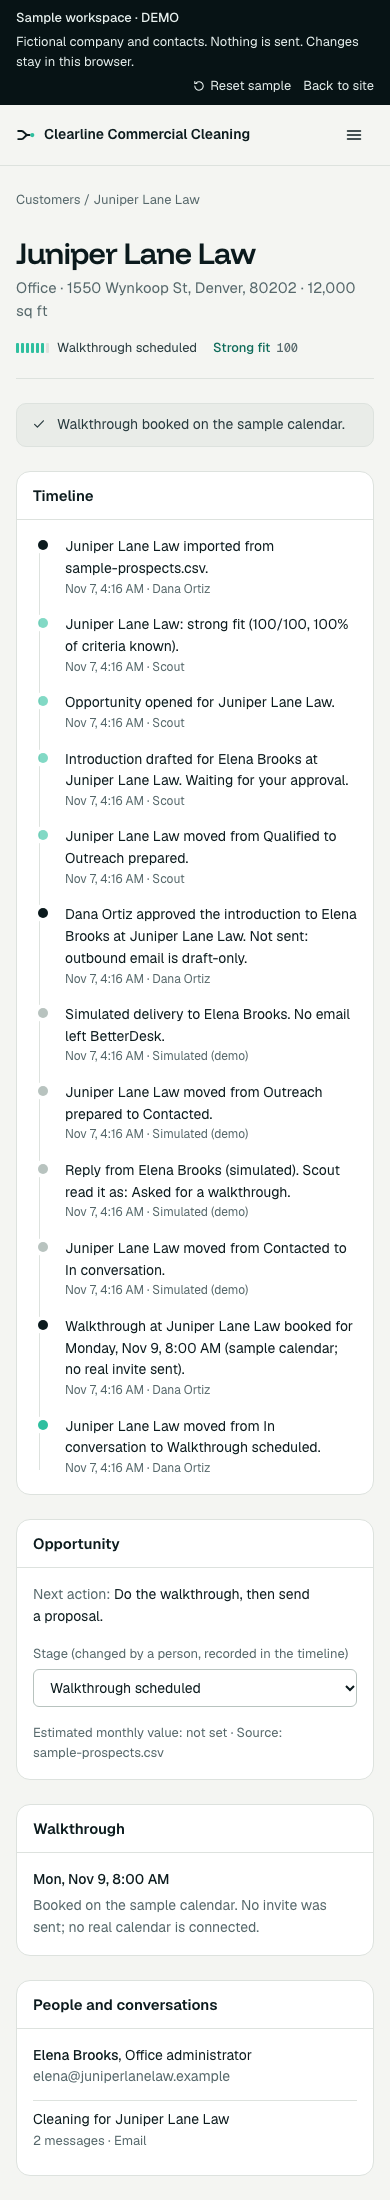 Sample workspace · DEMO
Fictional company and contacts. Nothing is sent. Changes
stay in this browser.
Reset sample Back to site
Clearline Commercial Cleaning
Customers / Juniper Lane Law
Juniper Lane Law
Office · 1550 Wynkoop St, Denver, 80202 · 12,000
sq ft
Walkthrough scheduled Strong fit 100
Walkthrough booked on the sample calendar.
Timeline
Juniper Lane Law imported from
sample-prospects.csv.
Nov 7, 4:16 AM · Dana Ortiz
Juniper Lane Law: strong fit (100/100, 100%
of criteria known).
Nov 7, 4:16 AM · Scout
Opportunity opened for Juniper Lane Law.
Nov 7, 4:16 AM · Scout
Introduction drafted for Elena Brooks at
Juniper Lane Law. Waiting for your approval.
Nov 7, 4:16 AM · Scout
Juniper Lane Law moved from Qualified to
Outreach prepared.
Nov 7, 4:16 AM · Scout
Dana Ortiz approved the introduction to Elena
Brooks at Juniper Lane Law. Not sent:
outbound email is draft-only.
Nov 7, 4:16 AM · Dana Ortiz
Simulated delivery to Elena Brooks. No email
left BetterDesk.
Nov 7, 4:16 AM · Simulated (demo)
Juniper Lane Law moved from Outreach
prepared to Contacted.
Nov 7, 4:16 AM · Simulated (demo)
Reply from Elena Brooks (simulated). Scout
read it as: Asked for a walkthrough.
Nov 7, 4:16 AM · Simulated (demo)
Juniper Lane Law moved from Contacted to
In conversation.
Nov 7, 4:16 AM · Simulated (demo)
Walkthrough at Juniper Lane Law booked for
Monday, Nov 9, 8:00 AM (sample calendar;
no real invite sent).
Nov 7, 4:16 AM · Dana Ortiz
Juniper Lane Law moved from In
conversation to Walkthrough scheduled.
Nov 7, 4:16 AM · Dana Ortiz
Opportunity
Next action: Do the walkthrough, then send
a proposal.
Stage (changed by a person, recorded in the timeline)
Walkthrough scheduled
Estimated monthly value: not set · Source:
sample-prospects.csv
Walkthrough
Mon, Nov 9, 8:00 AM
Booked on the sample calendar. No invite was
sent; no real calendar is connected.
People and conversations
Elena Brooks, Office administrator
elena@juniperlanelaw.example
Cleaning for Juniper Lane Law
2 messages · Email